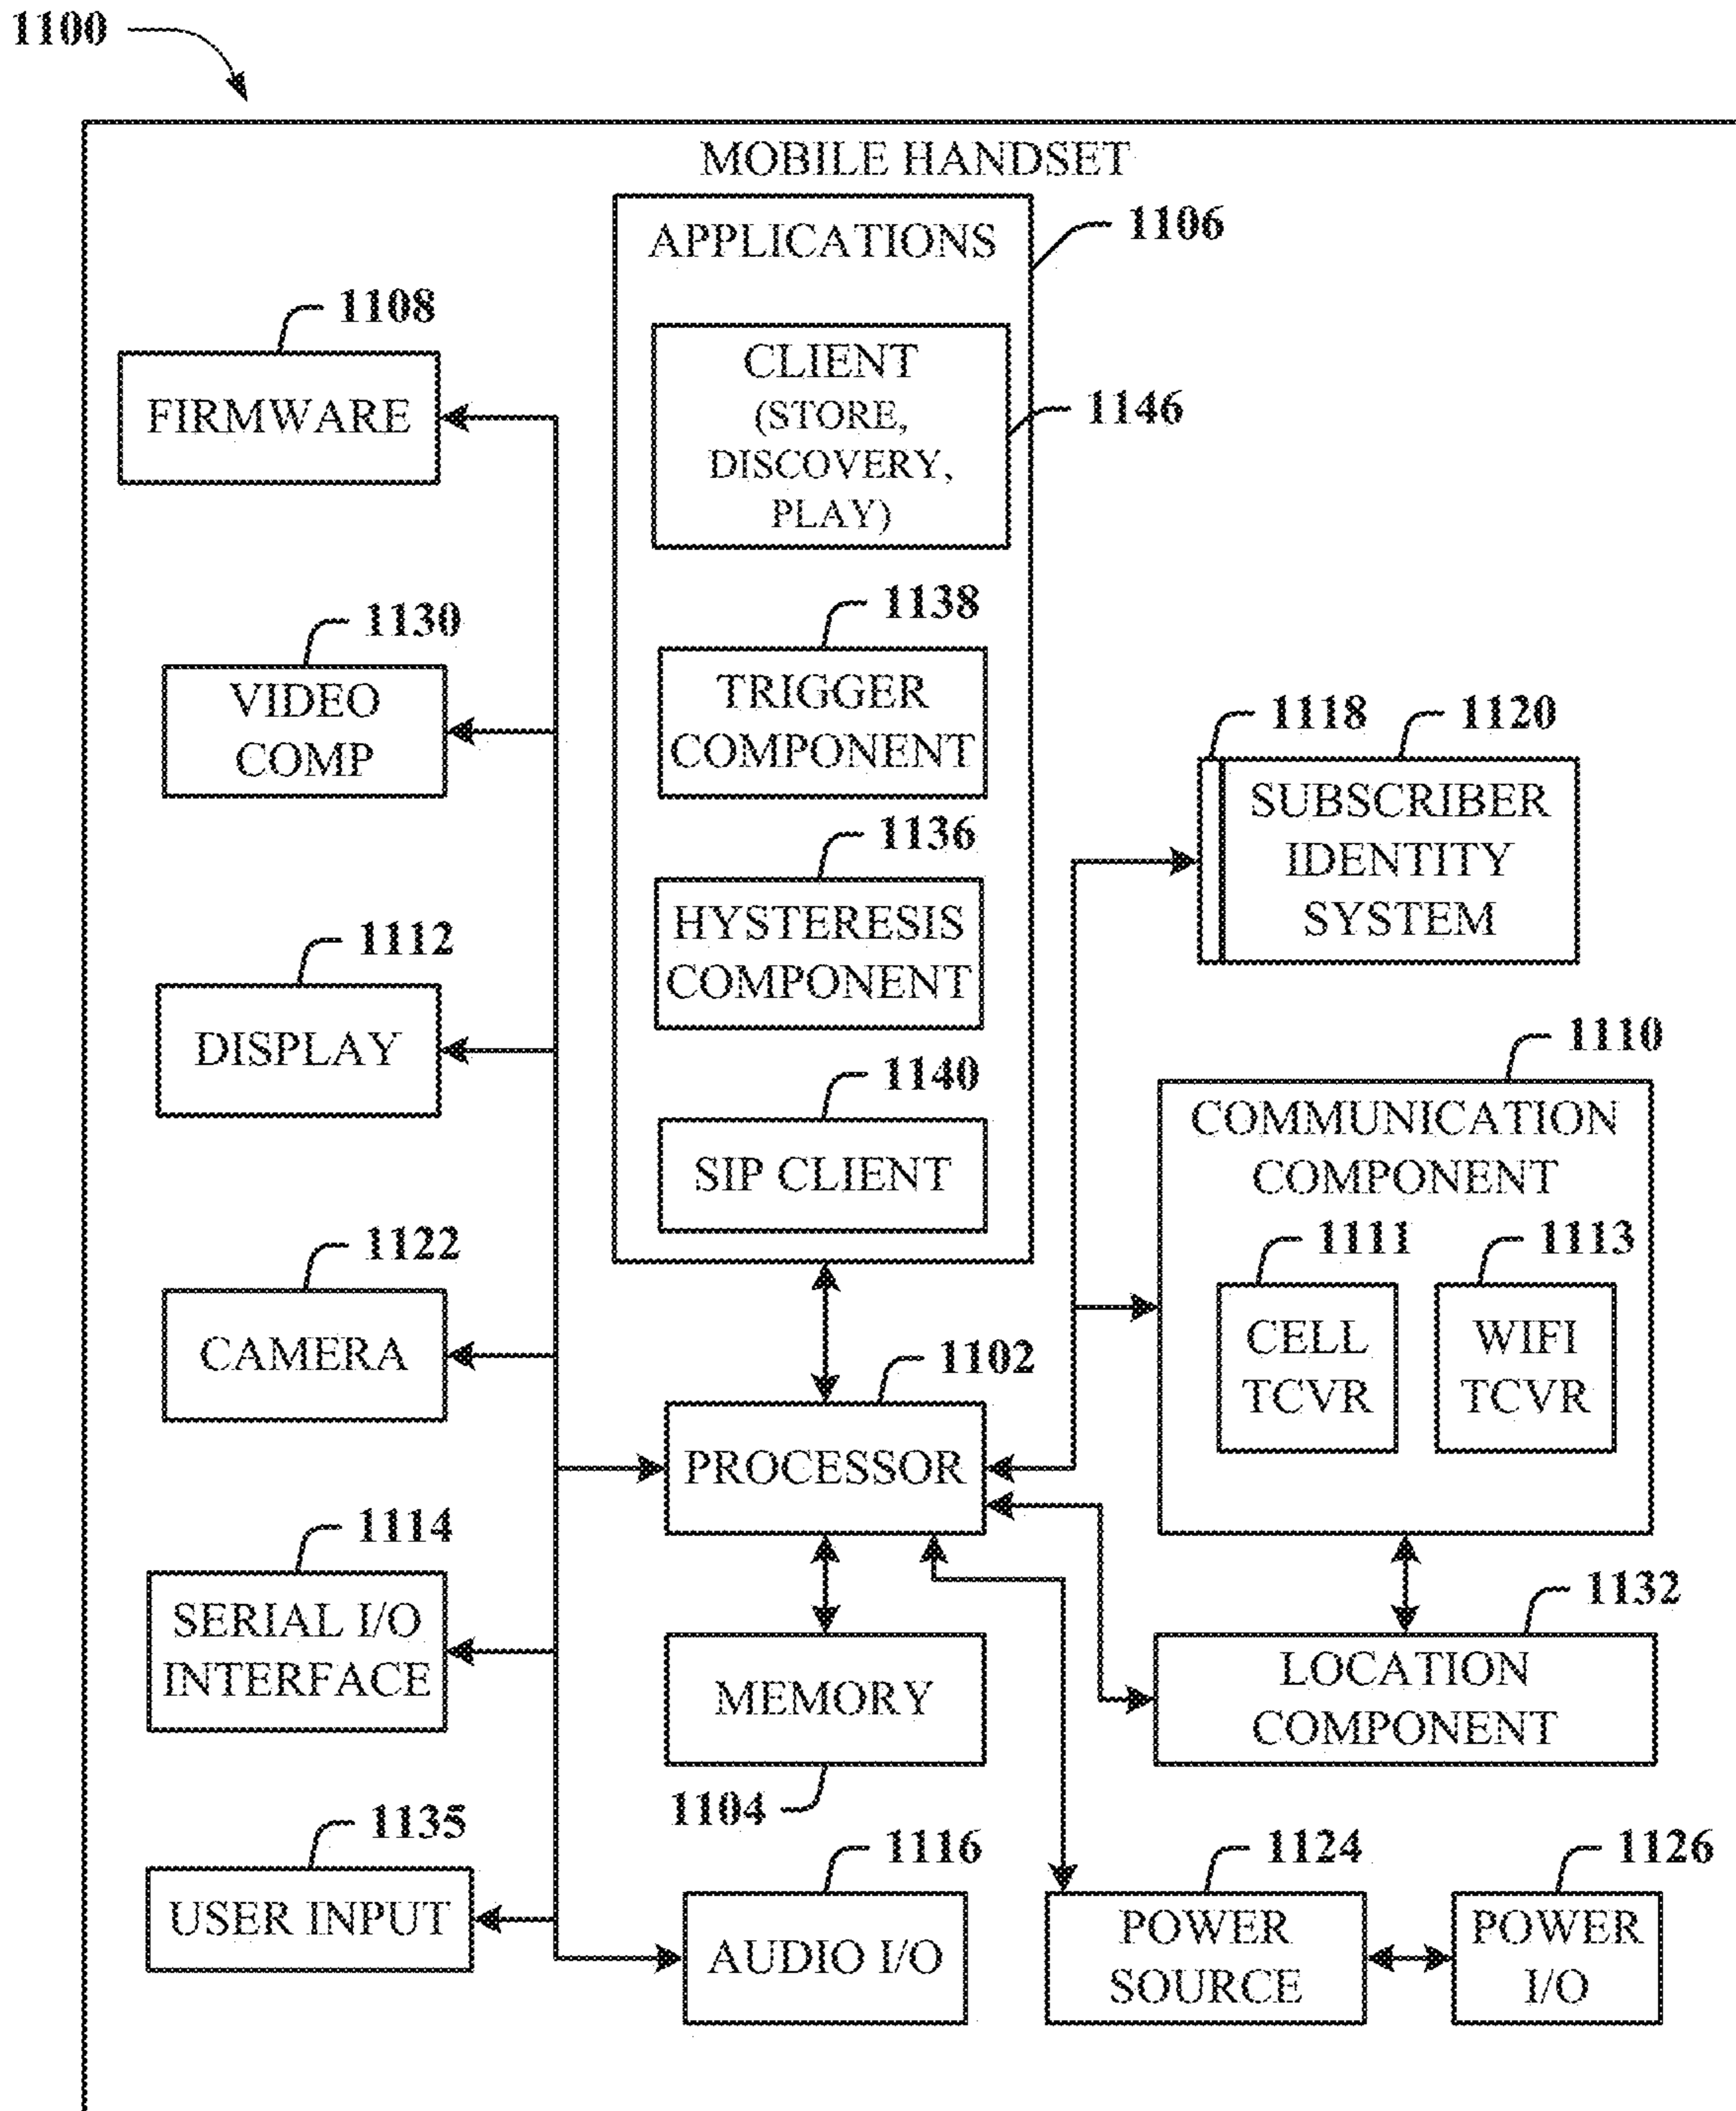 1100
MOBILE HANDSET
APPLICATIONS
1106
1108
FIRMWARE
CLIENT
(STORE,
DISCOVERY,
PLAY)
1146
1138
TRIGGER
COMPONENT
1130
VIDEO
COMP
1136
HYSTERESIS
COMPONENT
1118
1120
SUBSCRIBER
IDENTITY
SYSTEM
1112
DISPLAY
1140
SIP CLIENT
1110
COMMUNICATION
COMPONENT
1111
CELL
TCVR
1113
WIFI
TCVR
1122
CAMERA
1102
PROCESSOR
1114
SERIAL I/O
INTERFACE
MEMORY
1104
1132
LOCATION
COMPONENT
1135
USER INPUT
1116
AUDIO I/O
1124
POWER
SOURCE
1126
POWER
I/O